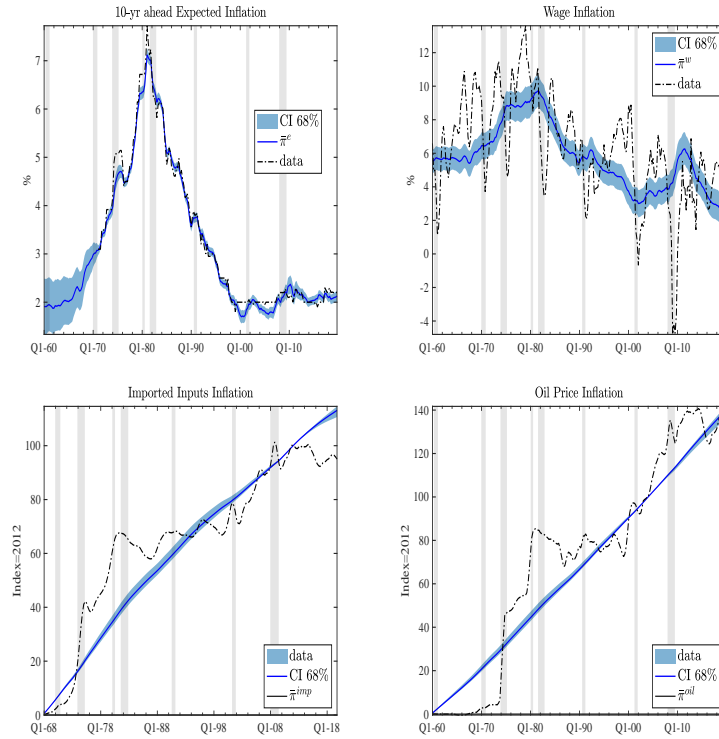 10-yr ahead Expected Inflation
%
7
6
5
4
3
2
CI 68%
π̄^e
data
Q1-60 Q1-70 Q1-80 Q1-90 Q1-00 Q1-10
Wage Inflation
%
12
10
8
6
4
2
0
-2
-4
CI 68%
π̄^w
data
Q1-60 Q1-70 Q1-80 Q1-90 Q1-00 Q1-10
Imported Inputs Inflation
Index=2012
100
80
60
40
20
0
data
CI 68%
π̄^imp
Q1-68 Q1-78 Q1-88 Q1-98 Q1-08 Q1-18
Oil Price Inflation
Index=2012
140
120
100
80
60
40
20
0
data
CI 68%
π̄^oil
Q1-60 Q1-70 Q1-80 Q1-90 Q1-00 Q1-10